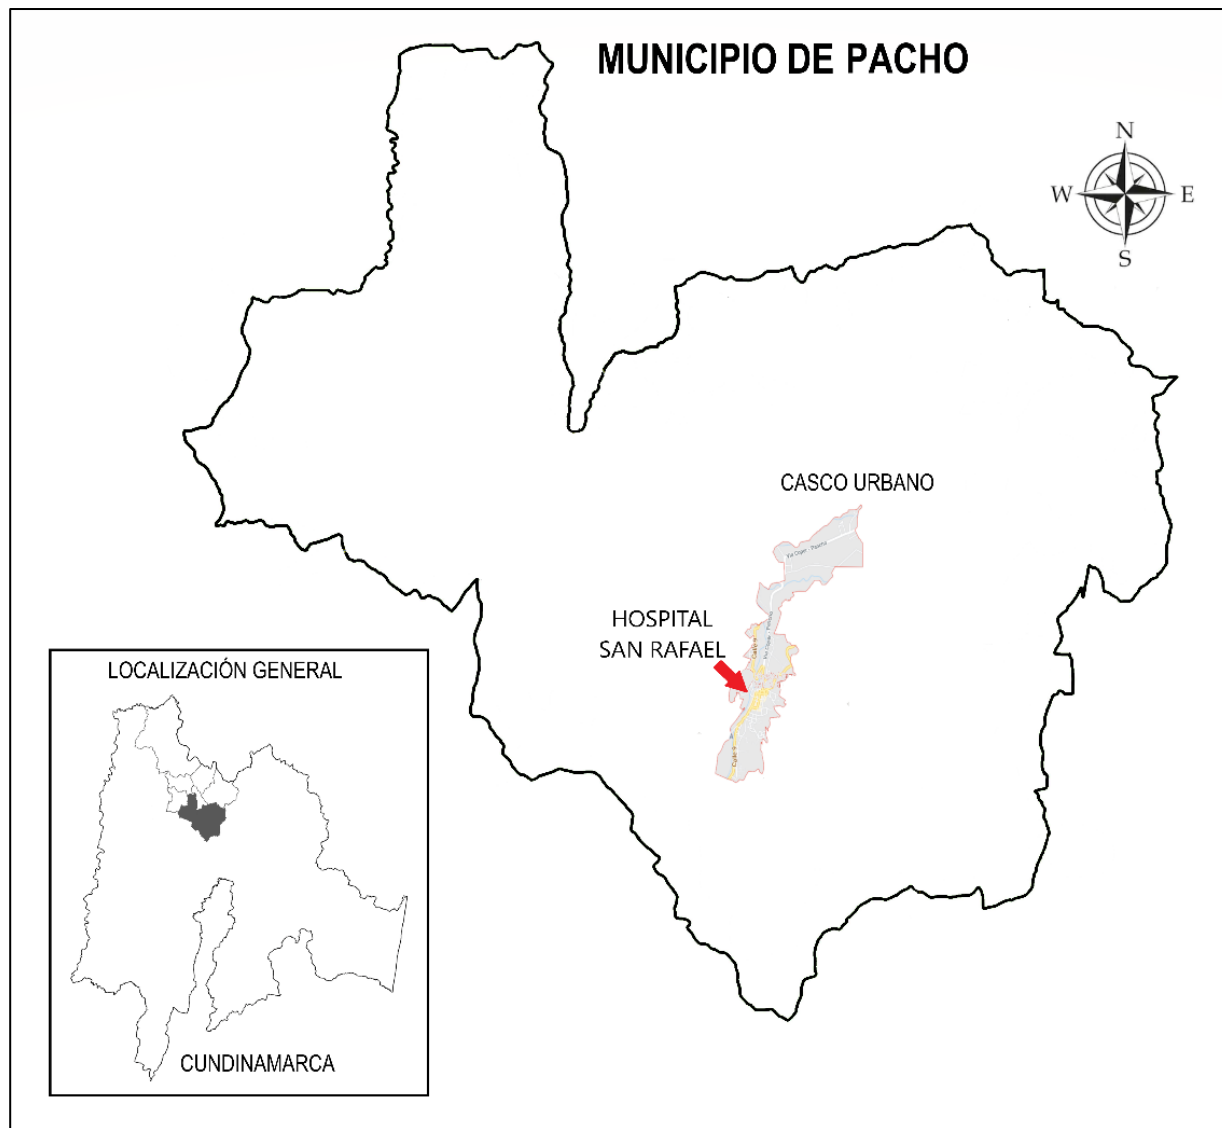 MUNICIPIO DE PACHO
N
W
E
S
CASCO URBANO
HOSPITAL
SAN RAFAEL
LOCALIZACIÓN GENERAL
CUNDINAMARCA